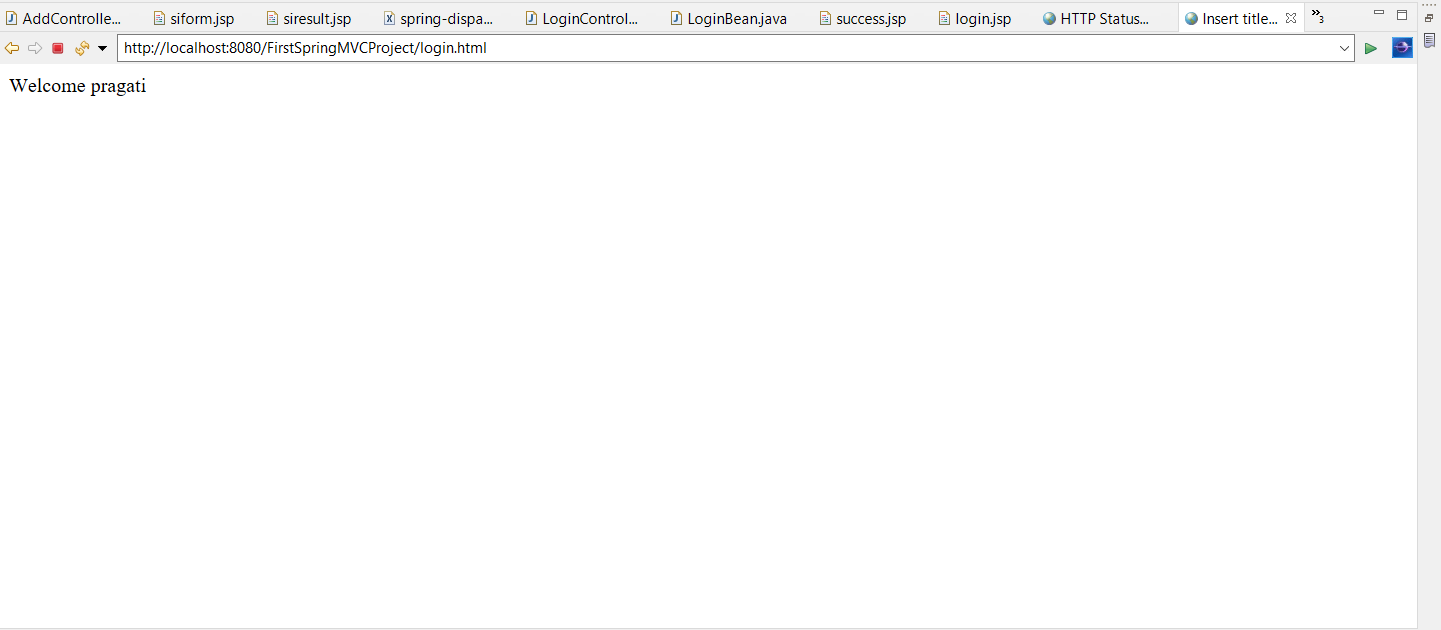 AddControlle... siform.jsp siresult.jsp spring-dispa... LoginControl... LoginBean.java success.jsp login.jsp HTTP Status... Insert title... »3
http://localhost:8080/FirstSpringMVCProject/login.html
Welcome pragati